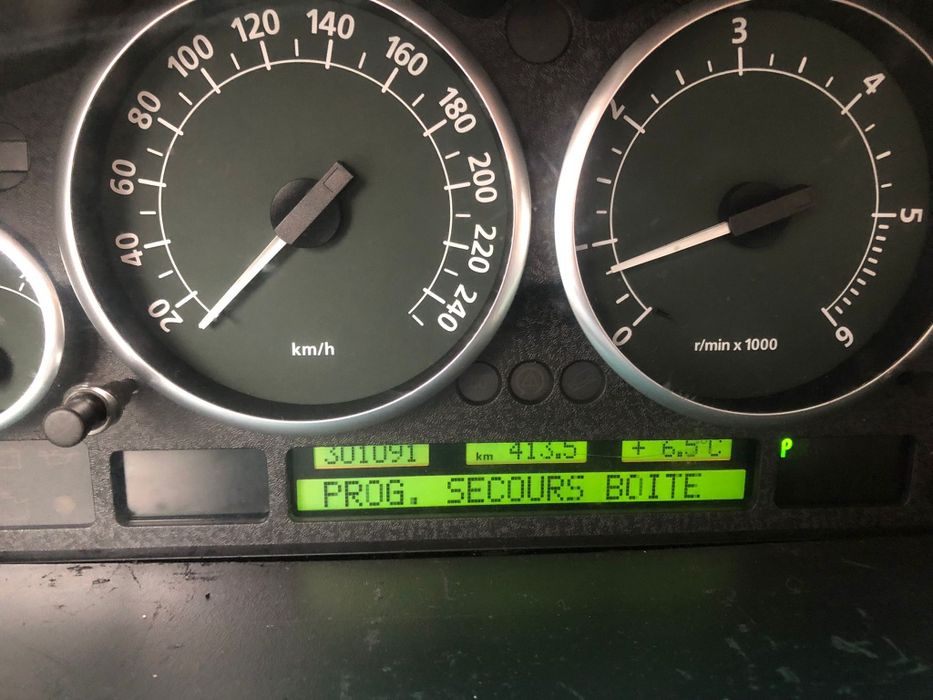 20 40 60 80 100 120 140 160 180 200 220 240
km/h
0 2 3 4 5 6
r/min x 1000
301091 km 413.5 + 6.5°C P
PROG. SECOURS BOITE